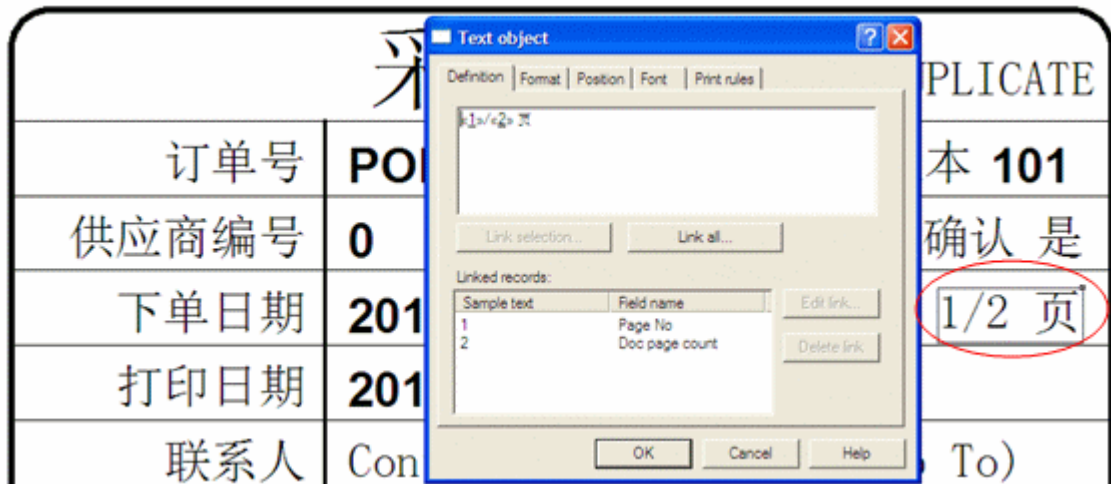 采
Text object
UPLICATE
Definition Format Position Font Print rules
«1»/«2» 页
订单号 POI 本 101
供应商编号 0 确认 是
Link selection... Link all...
Linked records:
Sample text Field name Edit link...
下单日期 201 1/2 页
1 Page No
2 Doc page count Delete link
打印日期 201
OK Cancel Help
联系人 Con To)